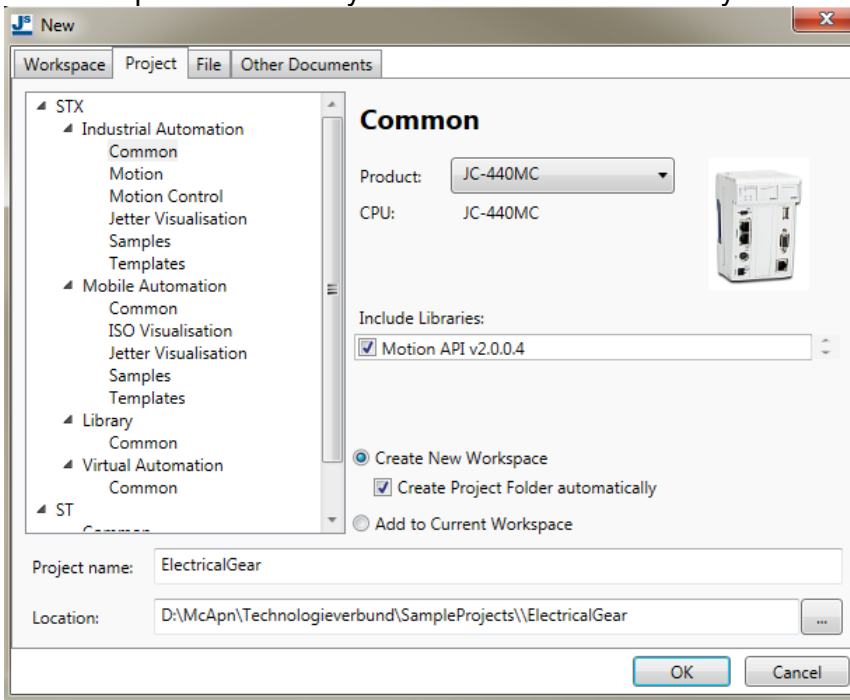 New
Workspace Project File Other Documents
STX
Industrial Automation
Common
Motion
Motion Control
Jetter Visualisation
Samples
Templates
Mobile Automation
Common
ISO Visualisation
Jetter Visualisation
Samples
Templates
Library
Common
Virtual Automation
Common
ST
Common
Common
Product: JC-440MC
CPU: JC-440MC
Include Libraries:
Motion API v2.0.0.4
Create New Workspace
Create Project Folder automatically
Add to Current Workspace
Project name: ElectricalGear
Location: D:\McApn\Technologieverbund\SampleProjects\\ElectricalGear ...
OK Cancel